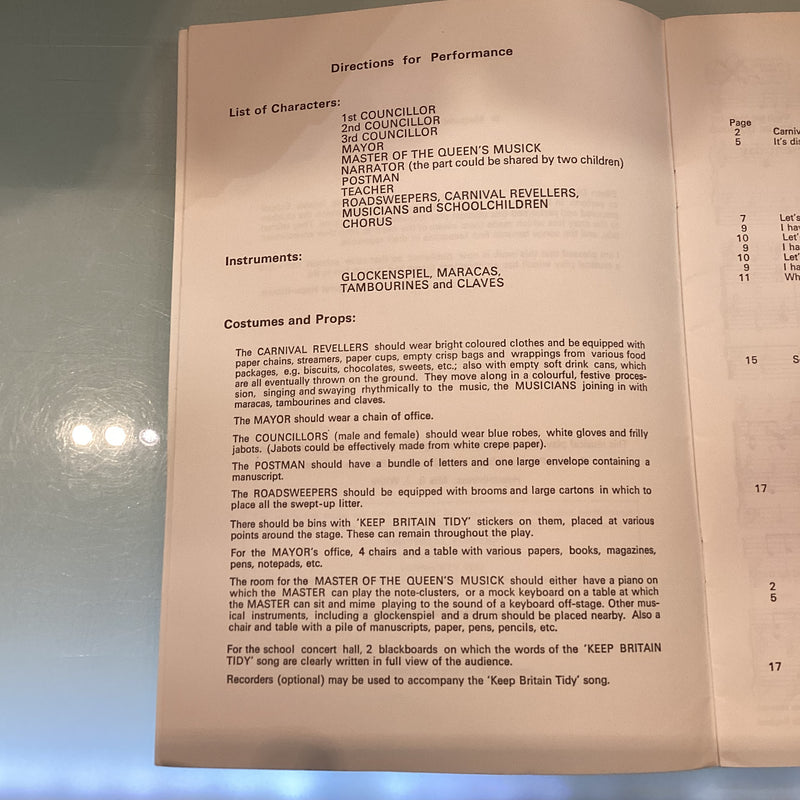 Directions for Performance
List of Characters:
1st COUNCILLOR
2nd COUNCILLOR
3rd COUNCILLOR
MAYOR
MASTER OF THE QUEEN'S MUSICK
NARRATOR (the part could be shared by two children)
POSTMAN
TEACHER
ROADSWEEPERS, CARNIVAL REVELLERS,
MUSICIANS and SCHOOLCHILDREN
CHORUS
Instruments:
GLOCKENSPIEL, MARACAS,
TAMBOURINES and CLAVES
Costumes and Props:
The CARNIVAL REVELLERS should wear bright coloured clothes and be equipped with
paper chains, streamers, paper cups, empty crisp bags and wrappings from various food
packages, e.g. biscuits, chocolates, sweets, etc.; also with empty soft drink cans, which
are all eventually thrown on the ground. They move along in a colourful, festive proces-
sion, singing and swaying rhythmically to the music, the MUSICIANS joining in with
maracas, tambourines and claves.
The MAYOR should wear a chain of office.
The COUNCILLORS (male and female) should wear blue robes, white gloves and frilly
jabots. (Jabots could be effectively made from white crepe paper).
The POSTMAN should have a bundle of letters and one large envelope containing a
manuscript.
The ROADSWEEPERS should be equipped with brooms and large cartons in which to
place all the swept-up litter.
There should be bins with 'KEEP BRITAIN TIDY' stickers on them, placed at various
points around the stage. These can remain throughout the play.
For the MAYOR's office, 4 chairs and a table with various papers, books, magazines,
pens, notepads, etc.
The room for the MASTER OF THE QUEEN'S MUSICK should either have a piano on
which the MASTER can play the note-clusters, or a mock keyboard on a table at which
the MASTER can sit and mime playing to the sound of a keyboard off-stage. Other mus-
ical instruments, including a glockenspiel and a drum should be placed nearby. Also a
chair and table with a pile of manuscripts, paper, pens, pencils, etc.
For the school concert hall, 2 blackboards on which the words of the 'KEEP BRITAIN
TIDY' song are clearly written in full view of the audience.
Recorders (optional) may be used to accompany the 'Keep Britain Tidy' song.
Page
2 Carni
5 It's dis
7 Let's
9 I hav
10 Let'
9 I ha
10 Let'
9 I ha
11 Wh
15 S
17
2
5
17